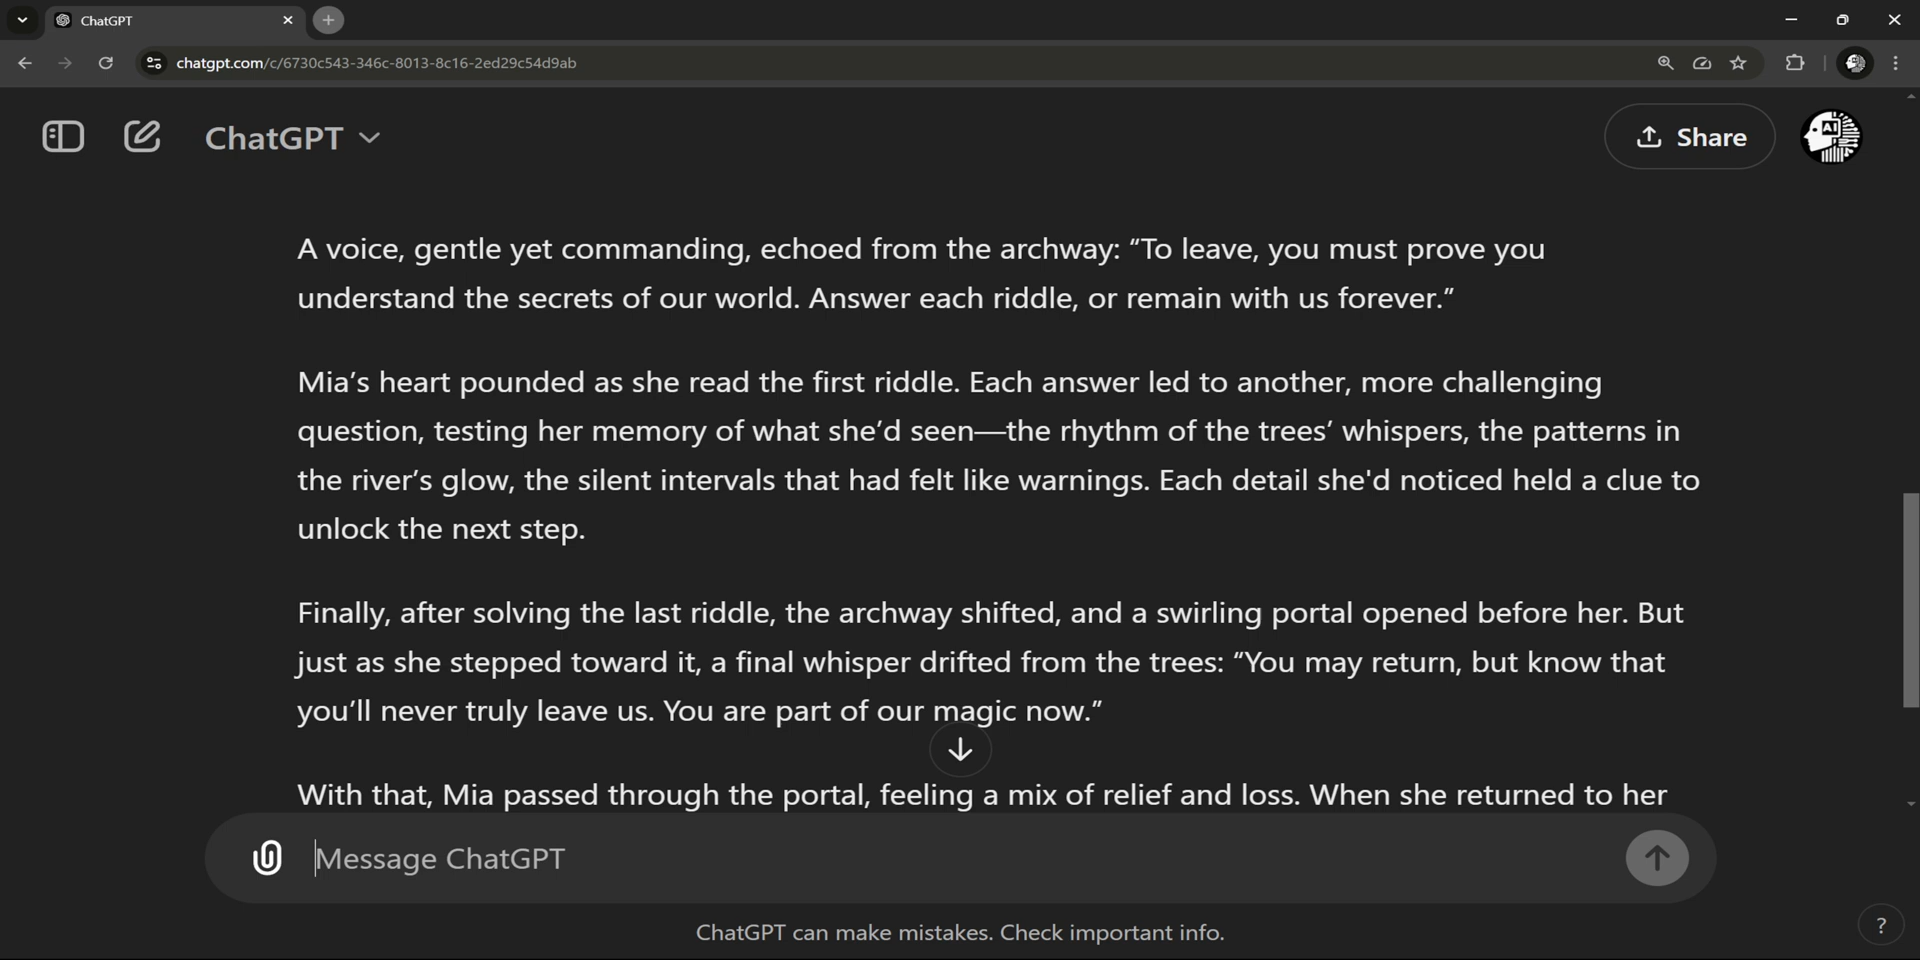 ChatGPT
chatgpt.com/c/6730c543-346c-8013-8c16-2ed29c54d9ab
ChatGPT
Share
AI
A voice, gentle yet commanding, echoed from the archway: “To leave, you must prove you
understand the secrets of our world. Answer each riddle, or remain with us forever.”
Mia’s heart pounded as she read the first riddle. Each answer led to another, more challenging
question, testing her memory of what she’d seen—the rhythm of the trees’ whispers, the patterns in
the river’s glow, the silent intervals that had felt like warnings. Each detail she'd noticed held a clue to
unlock the next step.
Finally, after solving the last riddle, the archway shifted, and a swirling portal opened before her. But
just as she stepped toward it, a final whisper drifted from the trees: “You may return, but know that
you’ll never truly leave us. You are part of our magic now.”
With that, Mia passed through the portal, feeling a mix of relief and loss. When she returned to her
Message ChatGPT
ChatGPT can make mistakes. Check important info.
?